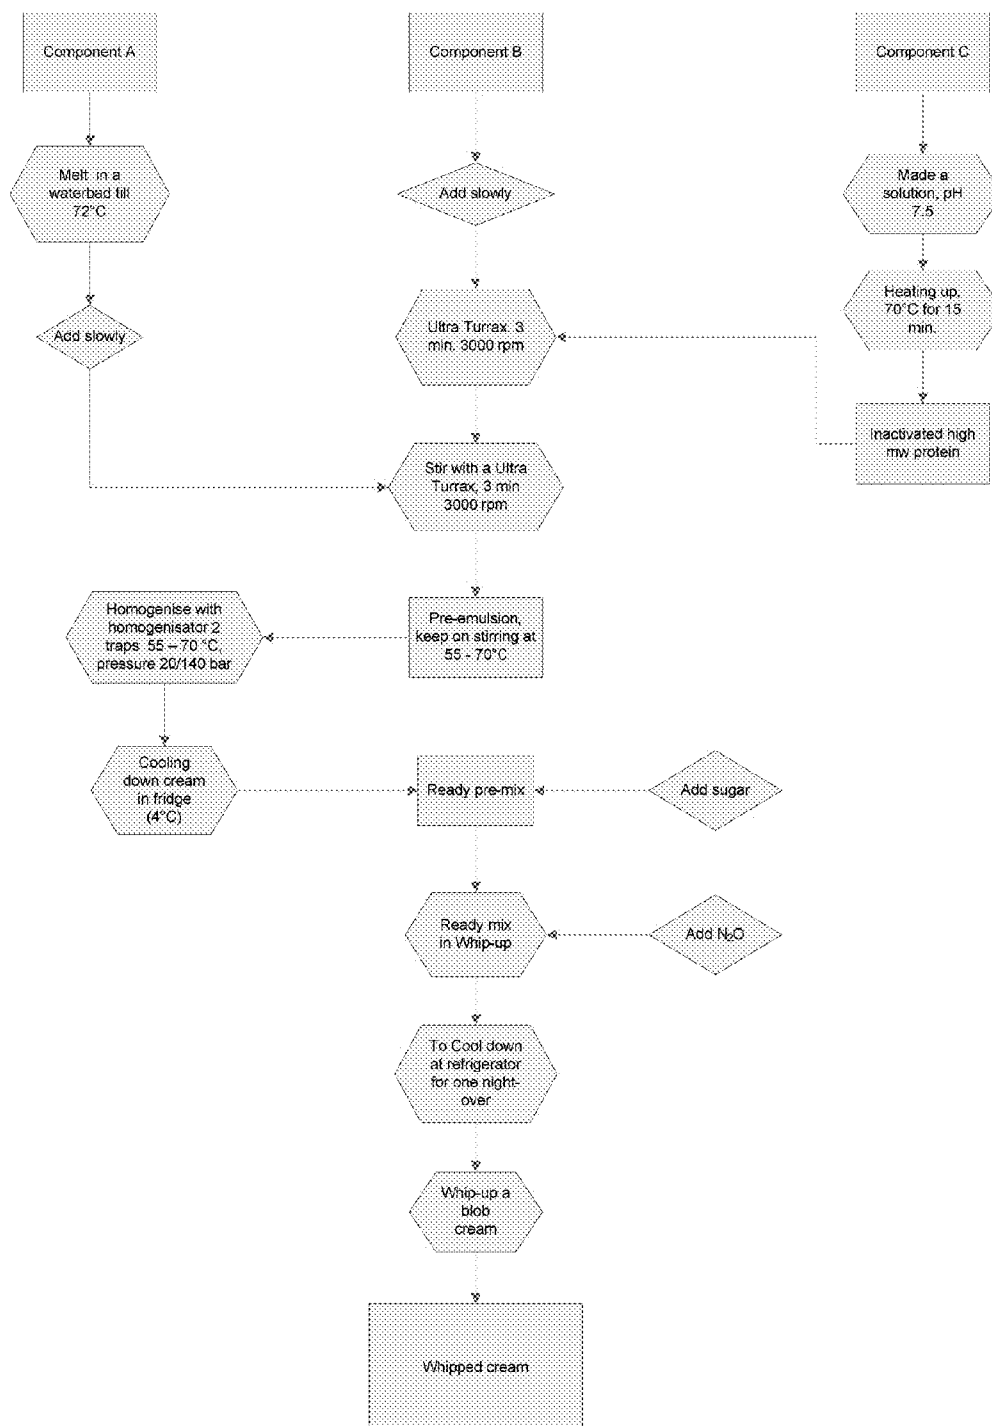 Component A
Component B
Component C
Melt in a
waterbad till
72°C
Add slowly
Made a
solution, pH
7.5
Add slowly
Ultra Turrax, 3
min. 3000 rpm
Heating up,
70°C for 15
min.
Inactivated high
mw protein
Stir with a Ultra
Turrax, 3 min
3000 rpm
Homogenise with
homogenisator 2
traps 55 – 70 °C,
pressure 20/140 bar
Pre-emulsion,
keep on stirring at
55 - 70°C
Cooling
down cream
in fridge
(4°C)
Ready pre-mix
Add sugar
Ready mix
in Whip-up
Add N₂O
To Cool down
at refrigerator
for one night-
over
Whip-up a
blob
cream
Whipped cream